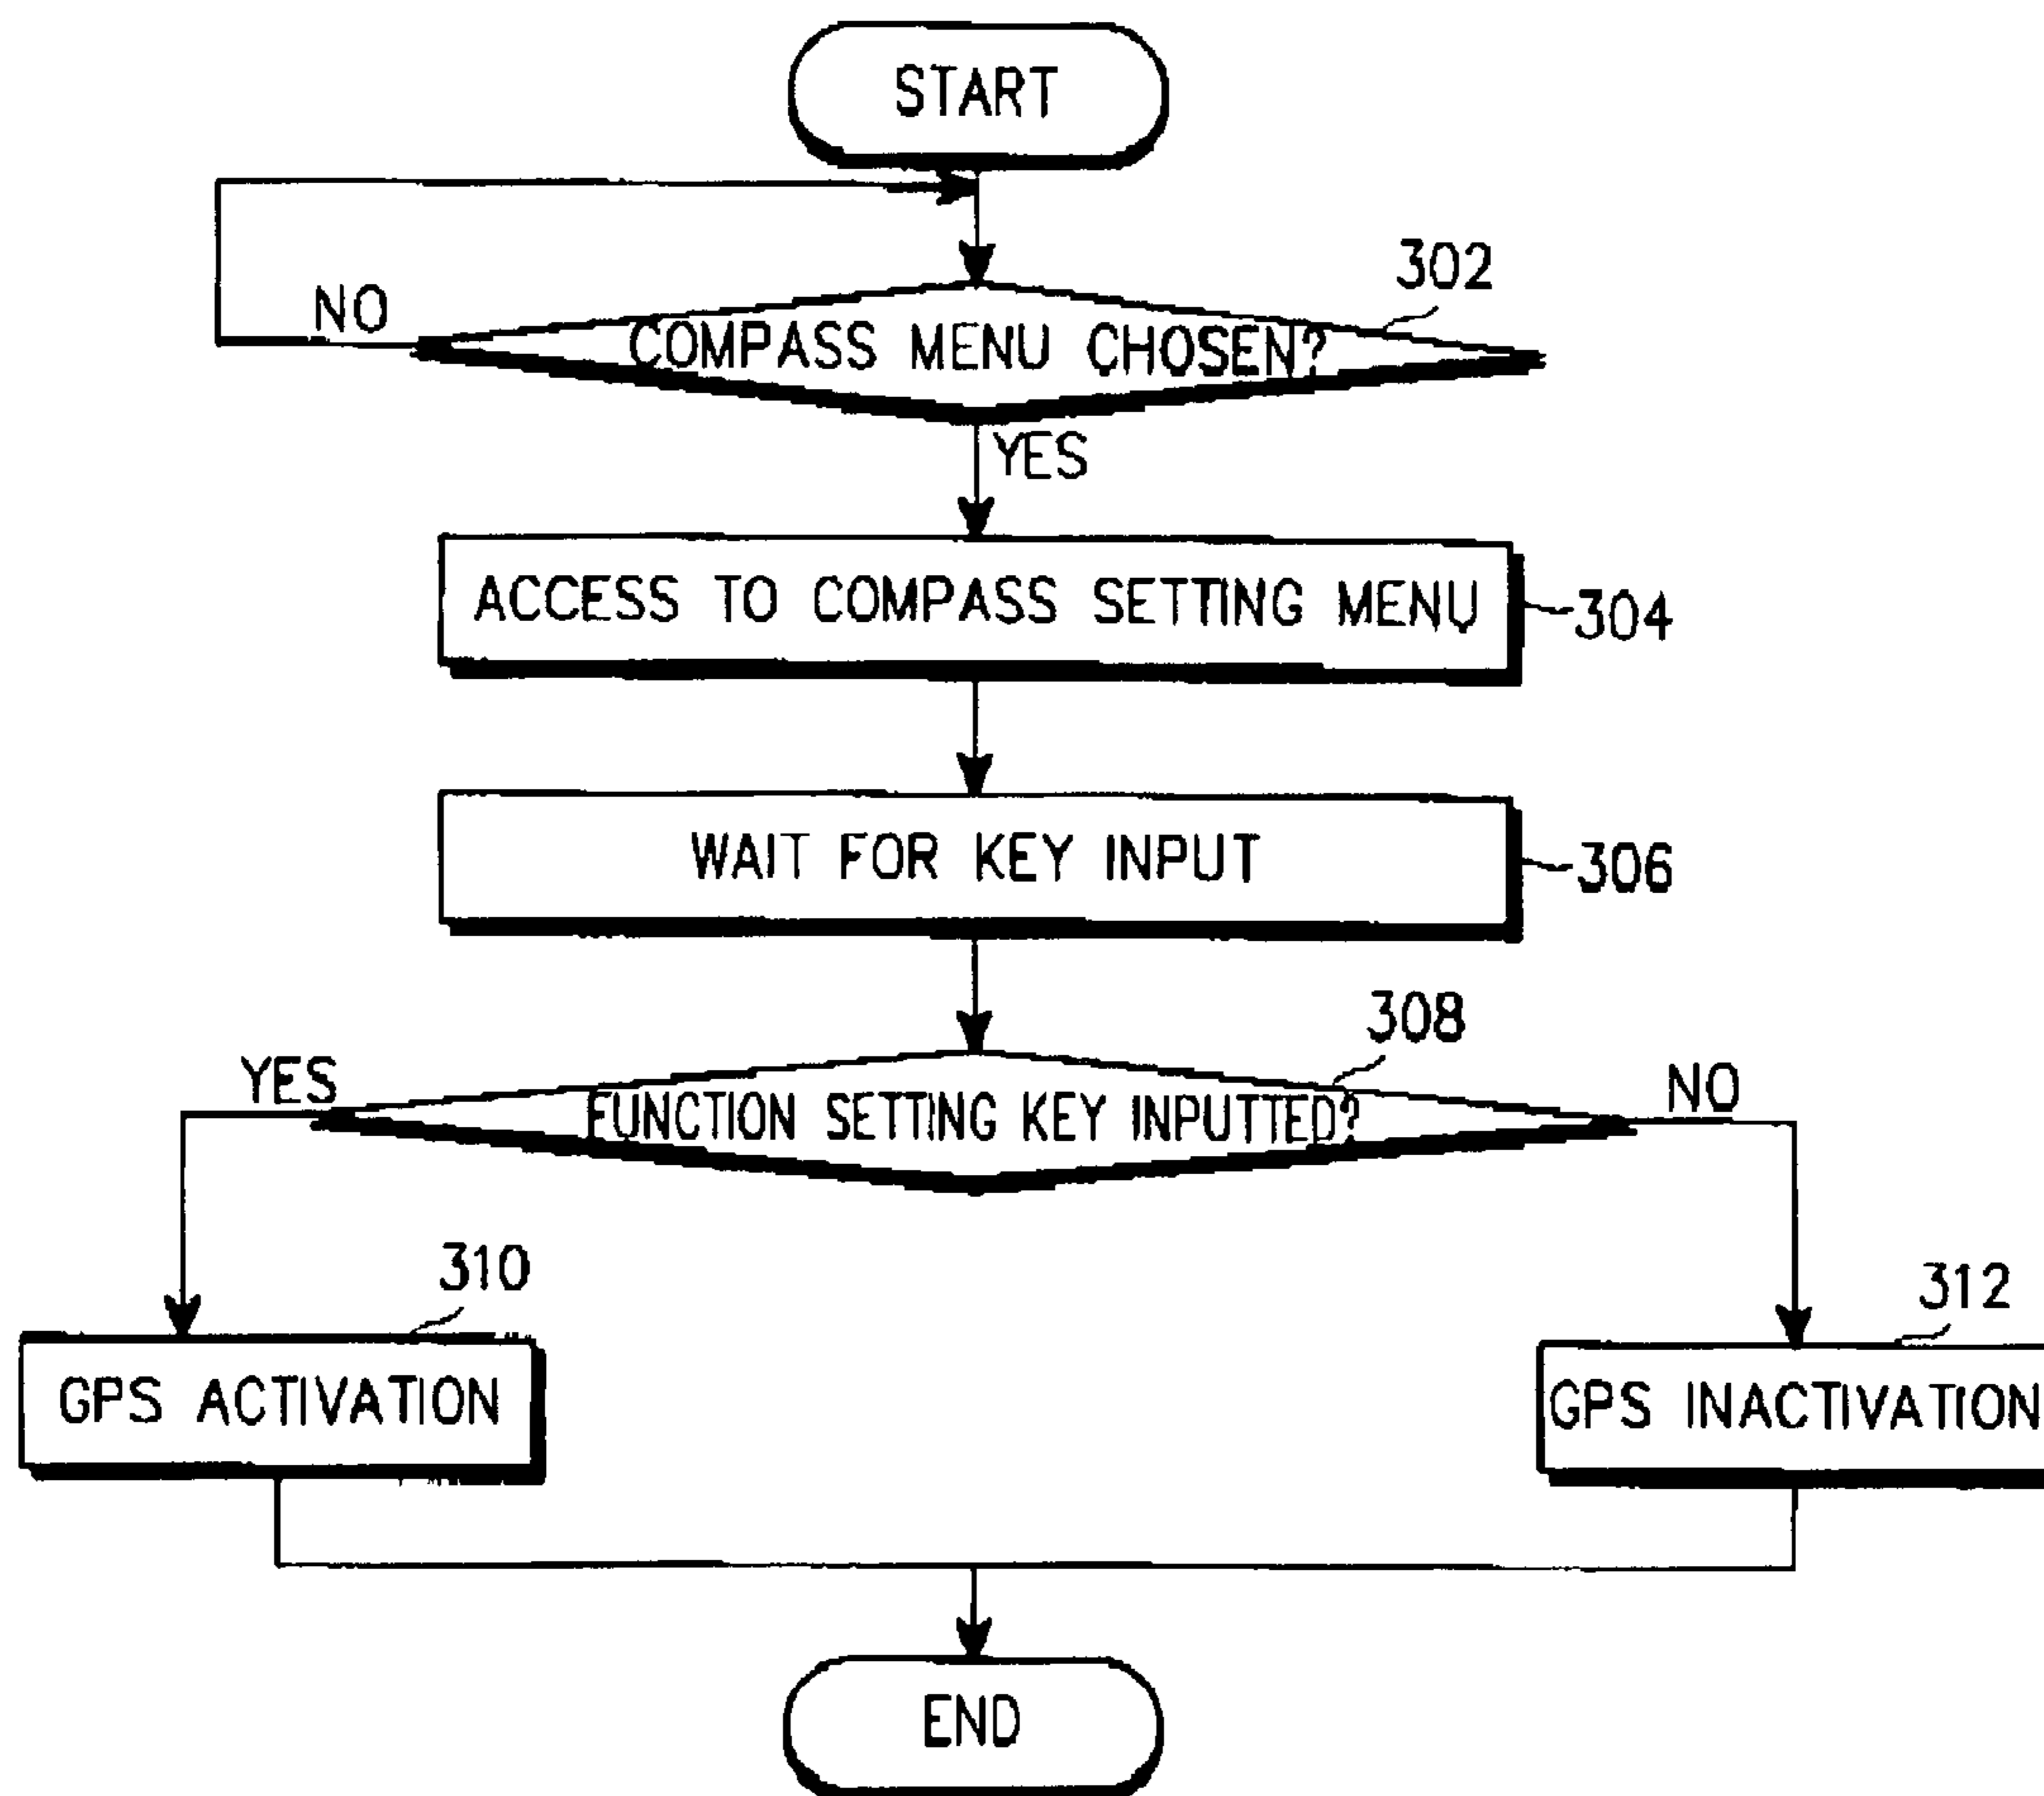 START
302
NO
COMPASS MENU CHOSEN?
YES
ACCESS TO COMPASS SETTING MENU
304
WAIT FOR KEY INPUT
306
308
YES
FUNCTION SETTING KEY INPUTTED?
NO
310
312
GPS ACTIVATION
GPS INACTIVATION
END